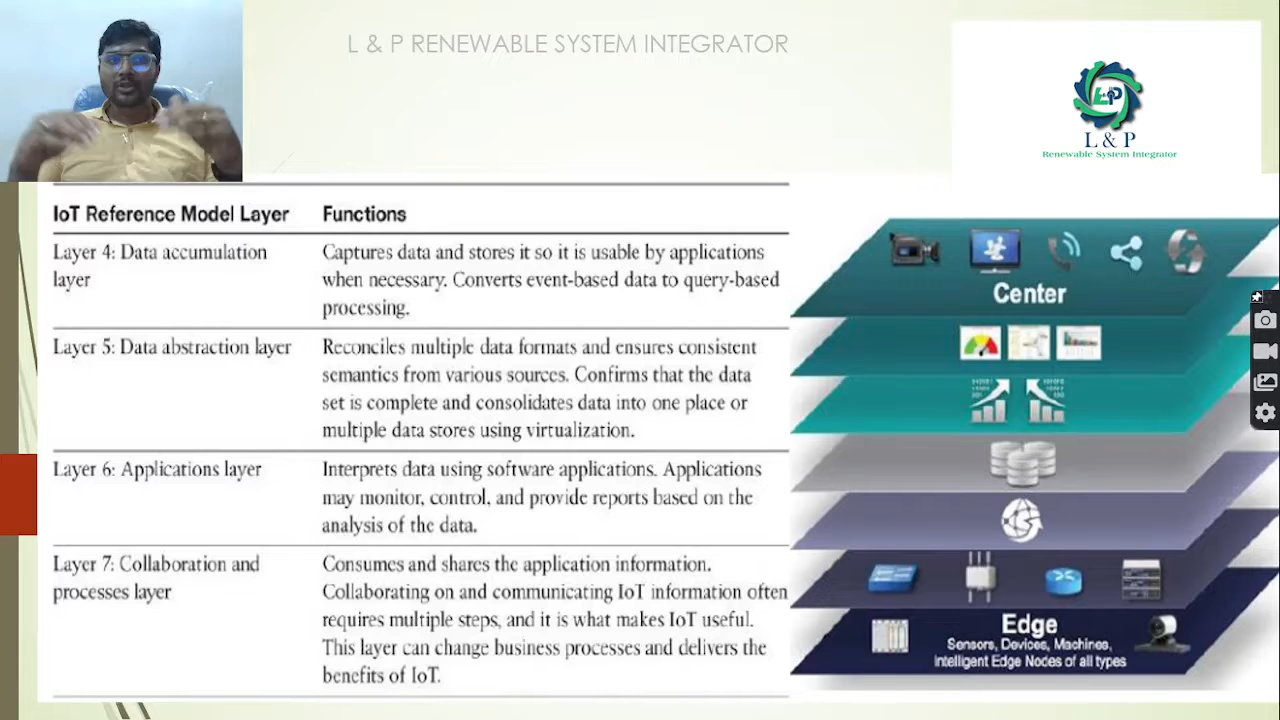 L & P RENEWABLE SYSTEM INTEGRATOR
L&P
L & P
Renewable System Integrator
IoT Reference Model Layer
Functions
Layer 4: Data accumulation
layer
Captures data and stores it so it is usable by applications
when necessary. Converts event-based data to query-based
processing.
Layer 5: Data abstraction layer
Reconciles multiple data formats and ensures consistent
semantics from various sources. Confirms that the data
set is complete and consolidates data into one place or
multiple data stores using virtualization.
Layer 6: Applications layer
Interprets data using software applications. Applications
may monitor, control, and provide reports based on the
analysis of the data.
Layer 7: Collaboration and
processes layer
Consumes and shares the application information.
Collaborating on and communicating IoT information often
requires multiple steps, and it is what makes IoT useful.
This layer can change business processes and delivers the
benefits of IoT.
Center
Edge
Sensors, Devices, Machines,
Intelligent Edge Nodes of all types